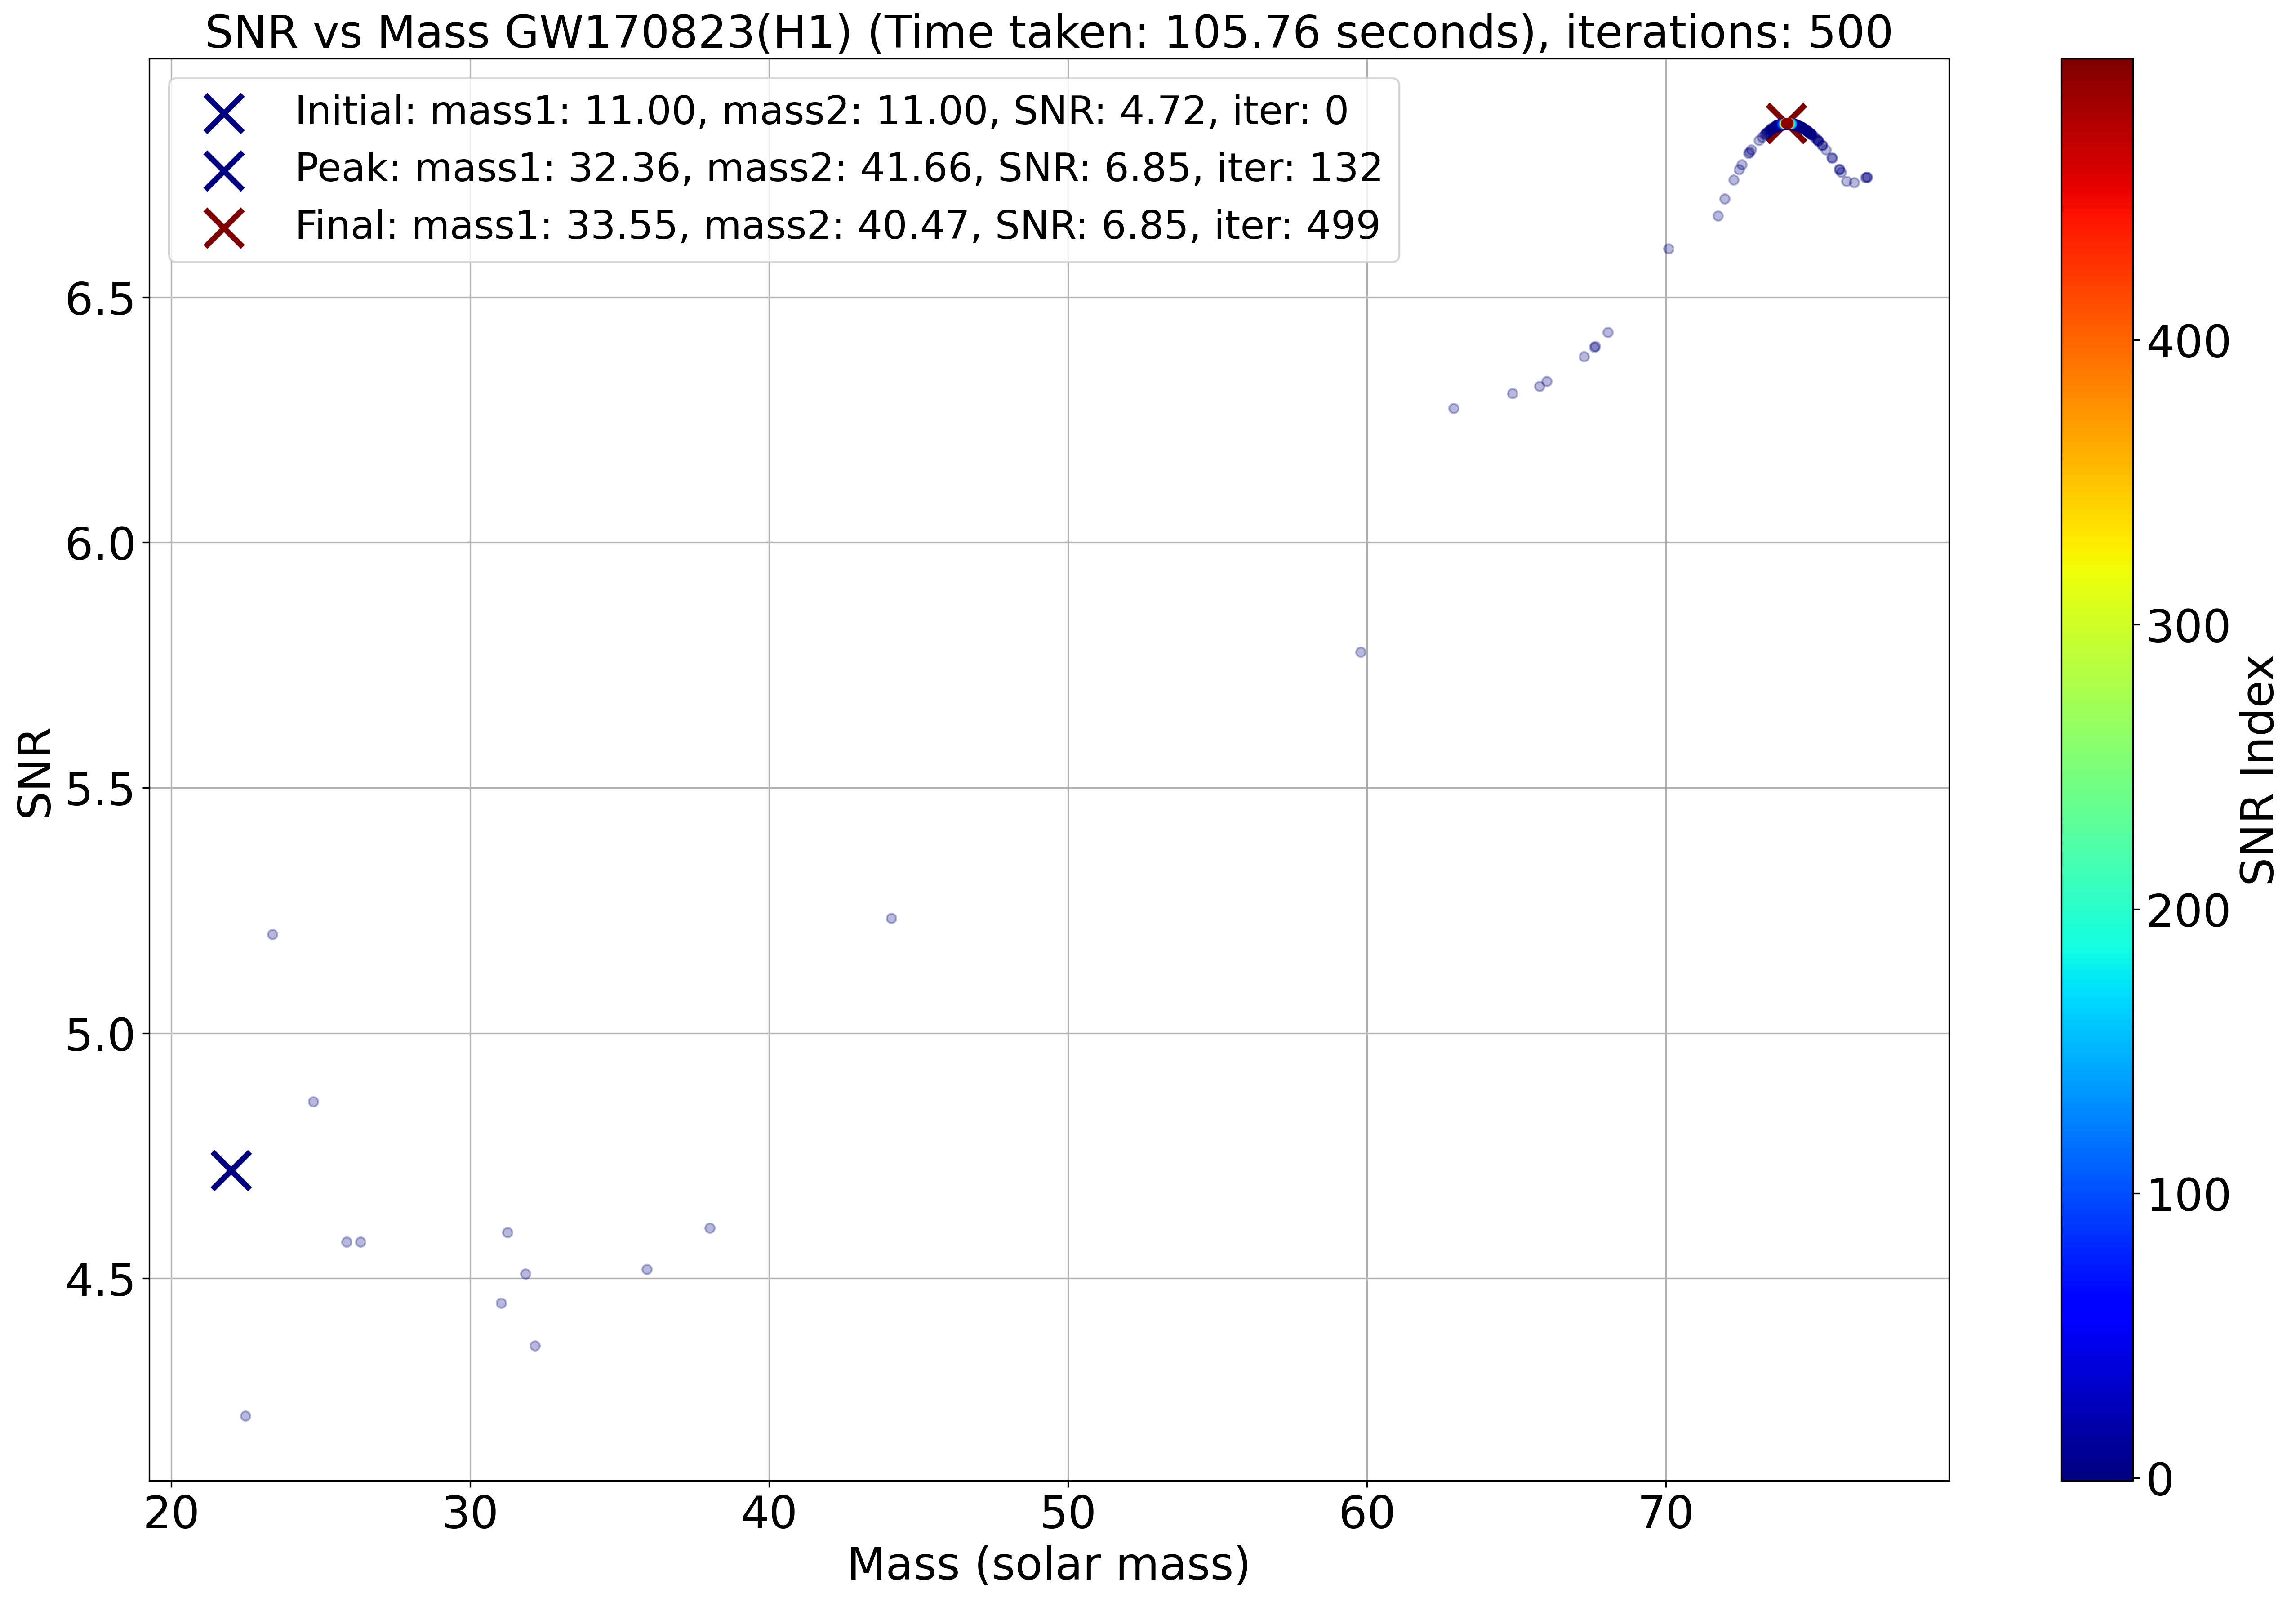 SNR vs Mass GW170823(H1) (Time taken: 105.76 seconds), iterations: 500
Initial: mass1: 11.00, mass2: 11.00, SNR: 4.72, iter: 0
Peak: mass1: 32.36, mass2: 41.66, SNR: 6.85, iter: 132
Final: mass1: 33.55, mass2: 40.47, SNR: 6.85, iter: 499
SNR
6.5
6.0
5.5
5.0
4.5
20 30 40 50 60 70
Mass (solar mass)
400
300
200
100
0
SNR Index